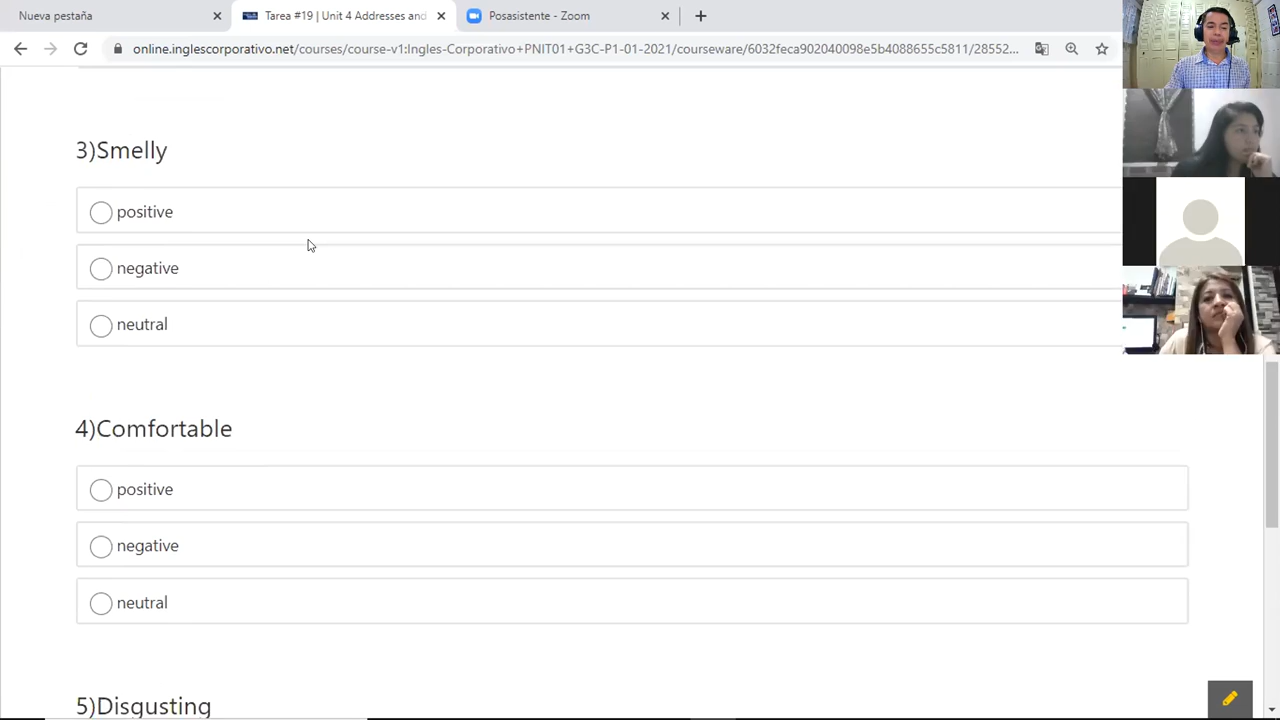 Nueva pestaña
Tarea #19 | Unit 4 Addresses and
Posasistente - Zoom
online.inglescorporativo.net/courses/course-v1:Ingles-Corporativo+PNIT01+G3C-P1-01-2021/courseware/6032feca902040098e5b4088655c58f1/28552...
3)Smelly
positive
negative
neutral
4)Comfortable
positive
negative
neutral
5)Disgusting